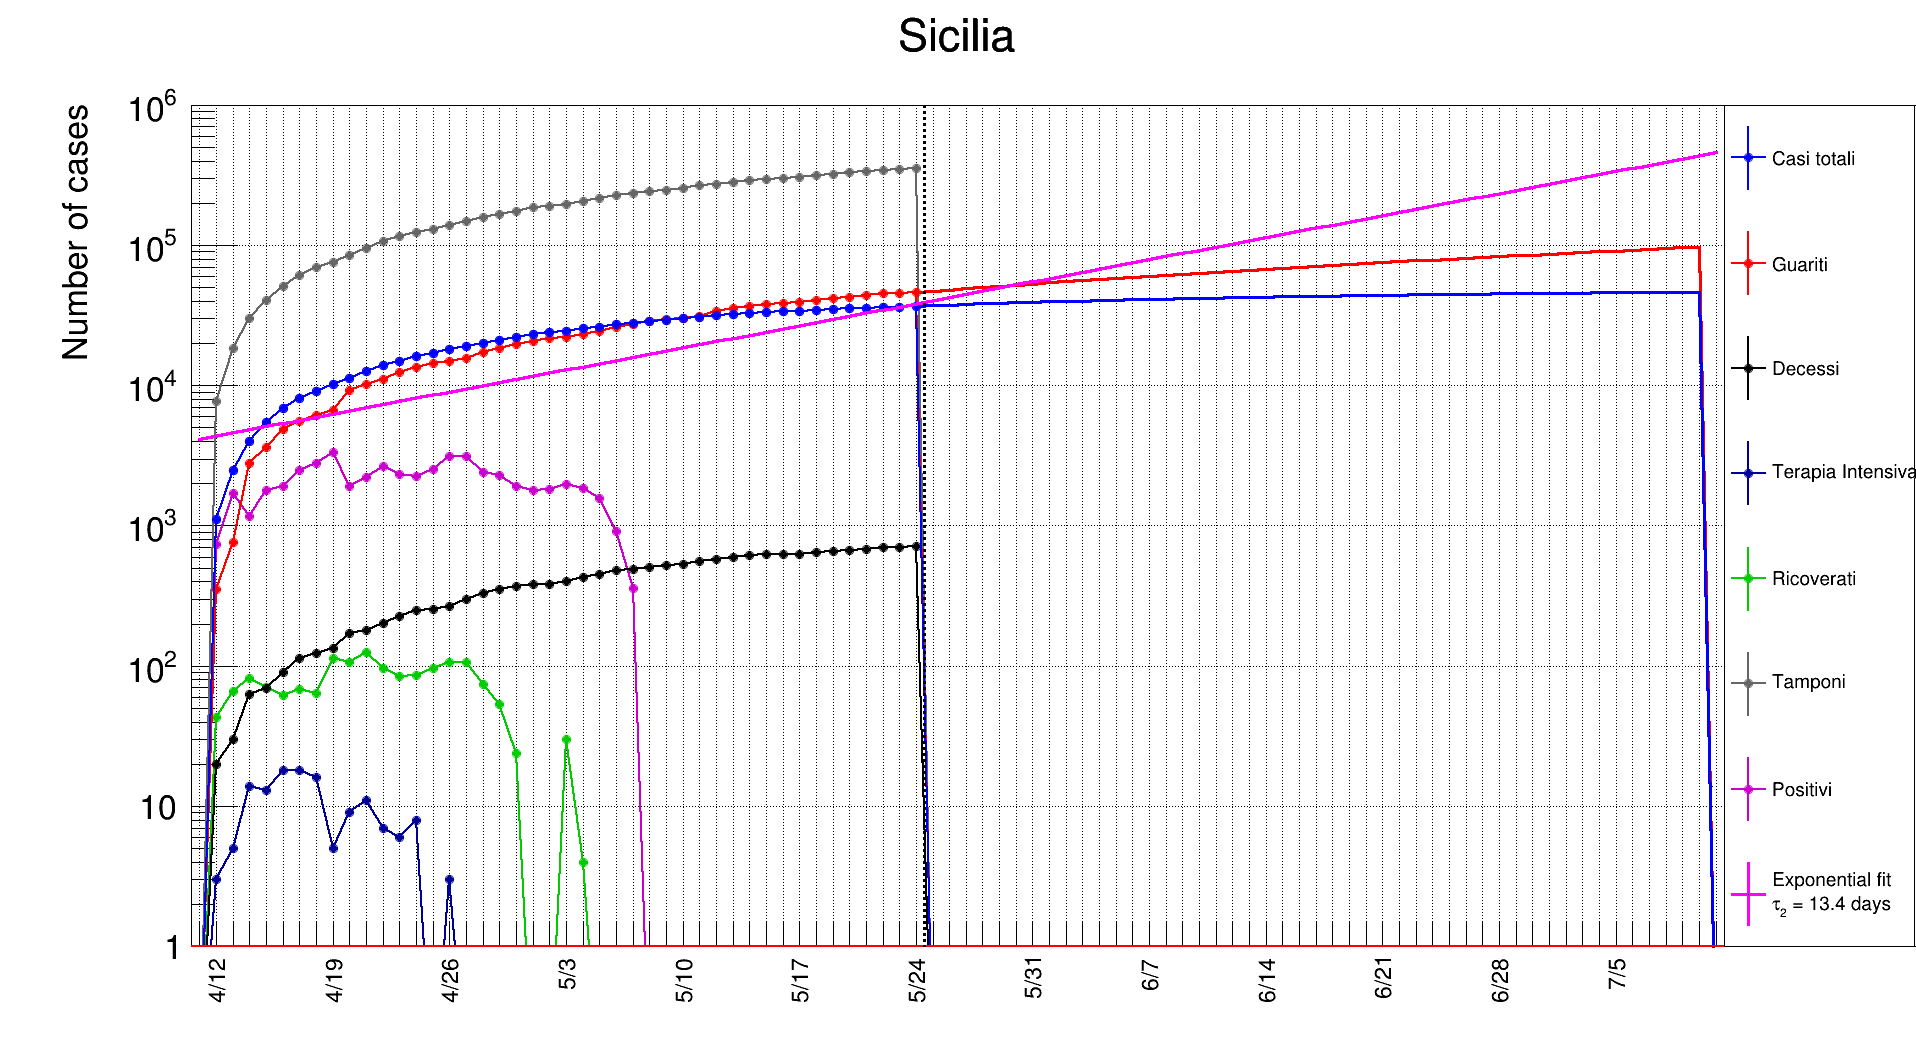 Sicilia
Number of cases
10^6
10^5
10^4
10^3
10^2
10
1
4/12
4/19
4/26
5/3
5/10
5/17
5/24
5/31
6/7
6/14
6/21
6/28
7/5
Casi totali
Guariti
Decessi
Terapia Intensiva
Ricoverati
Tamponi
Positivi
Exponential fit
τ₂ = 13.4 days